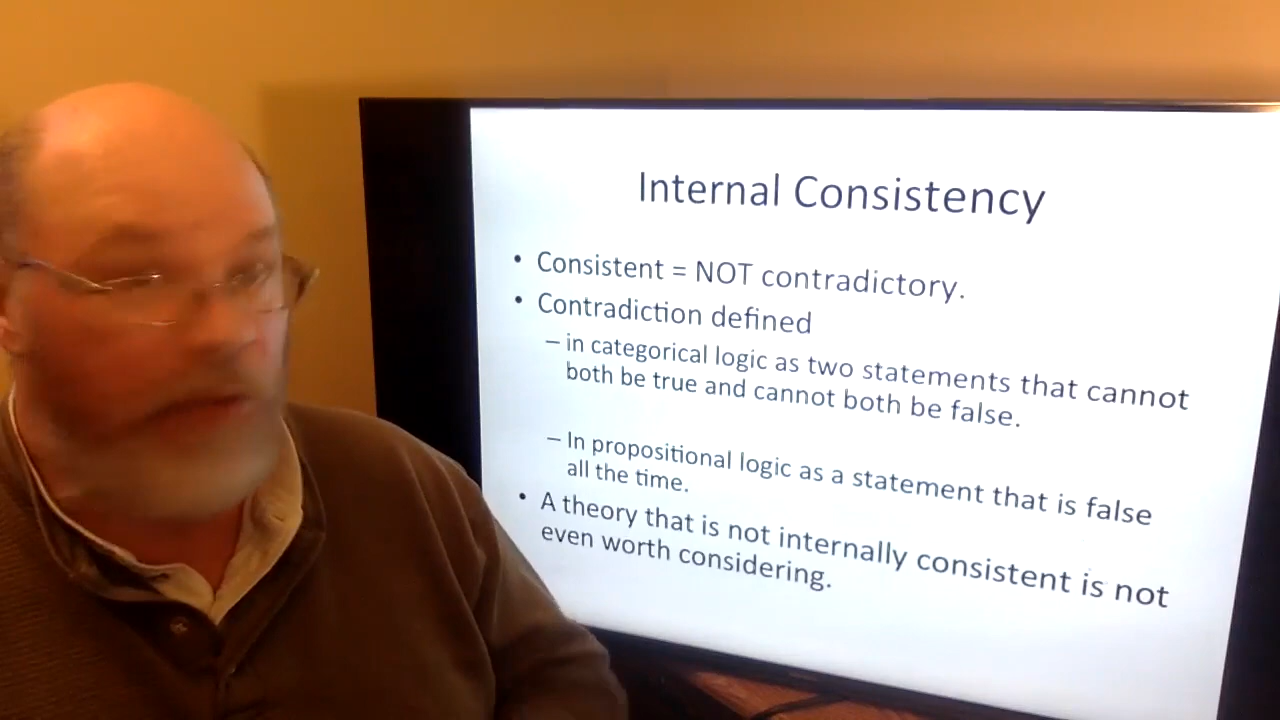 Internal Consistency
• Consistent = NOT contradictory.
• Contradiction defined
– in categorical logic as two statements that cannot
both be true and cannot both be false.
– In propositional logic as a statement that is false
all the time.
• A theory that is not internally consistent is not
even worth considering.